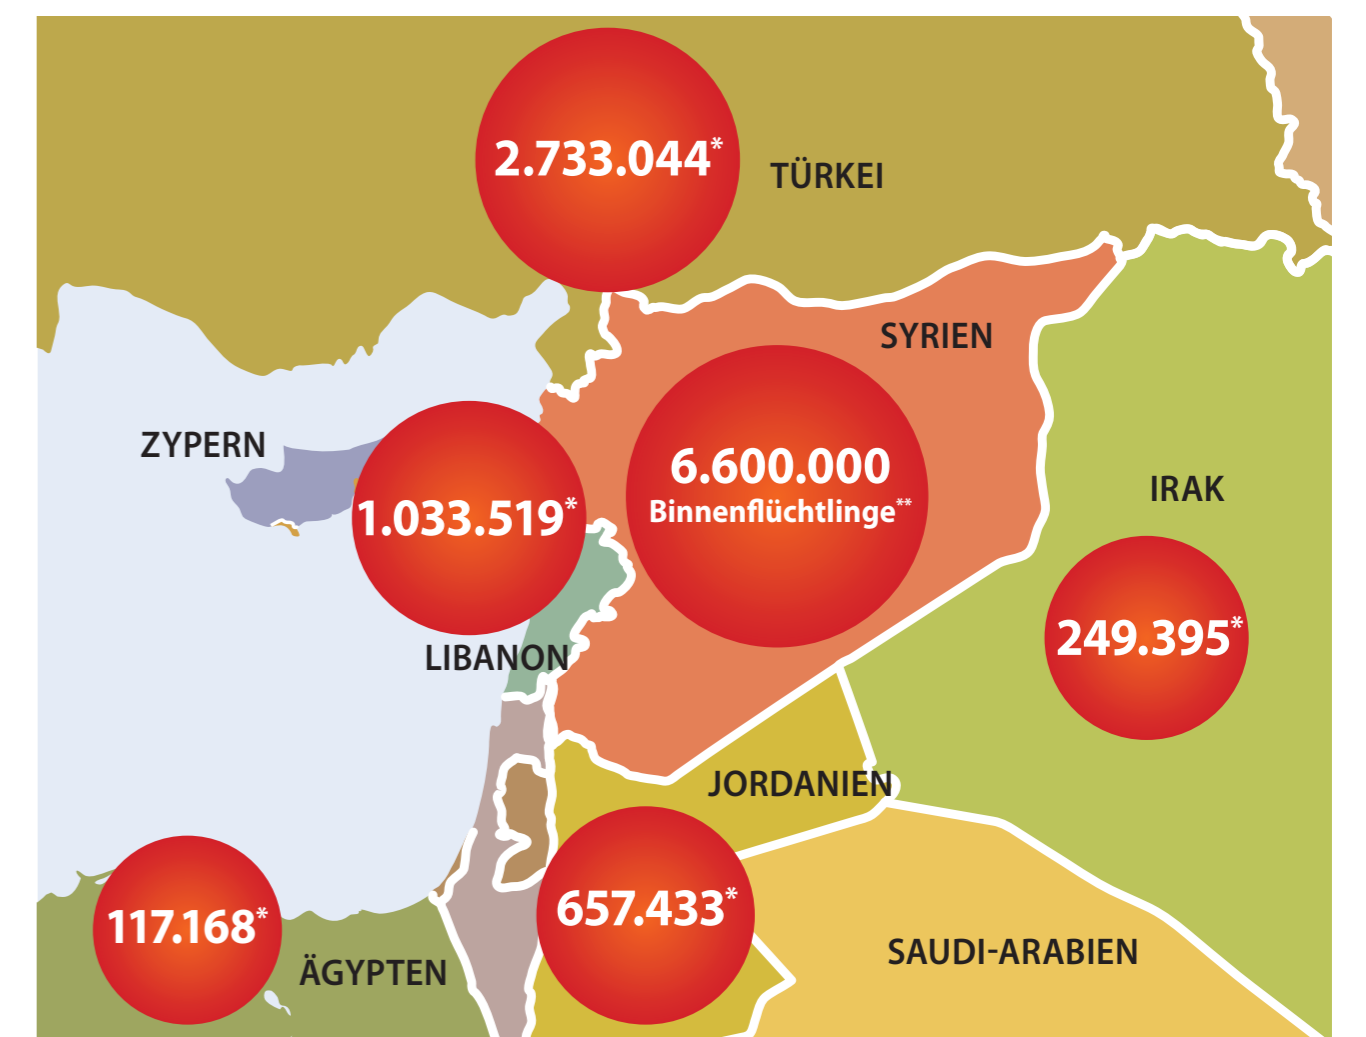 2.733.044*
TÜRKEI
SYRIEN
ZYPERN
6.600.000
Binnenflüchtlinge**
1.033.519*
IRAK
249.395*
LIBANON
JORDANIEN
657.433*
117.168*
ÄGYPTEN
SAUDI-ARABIEN